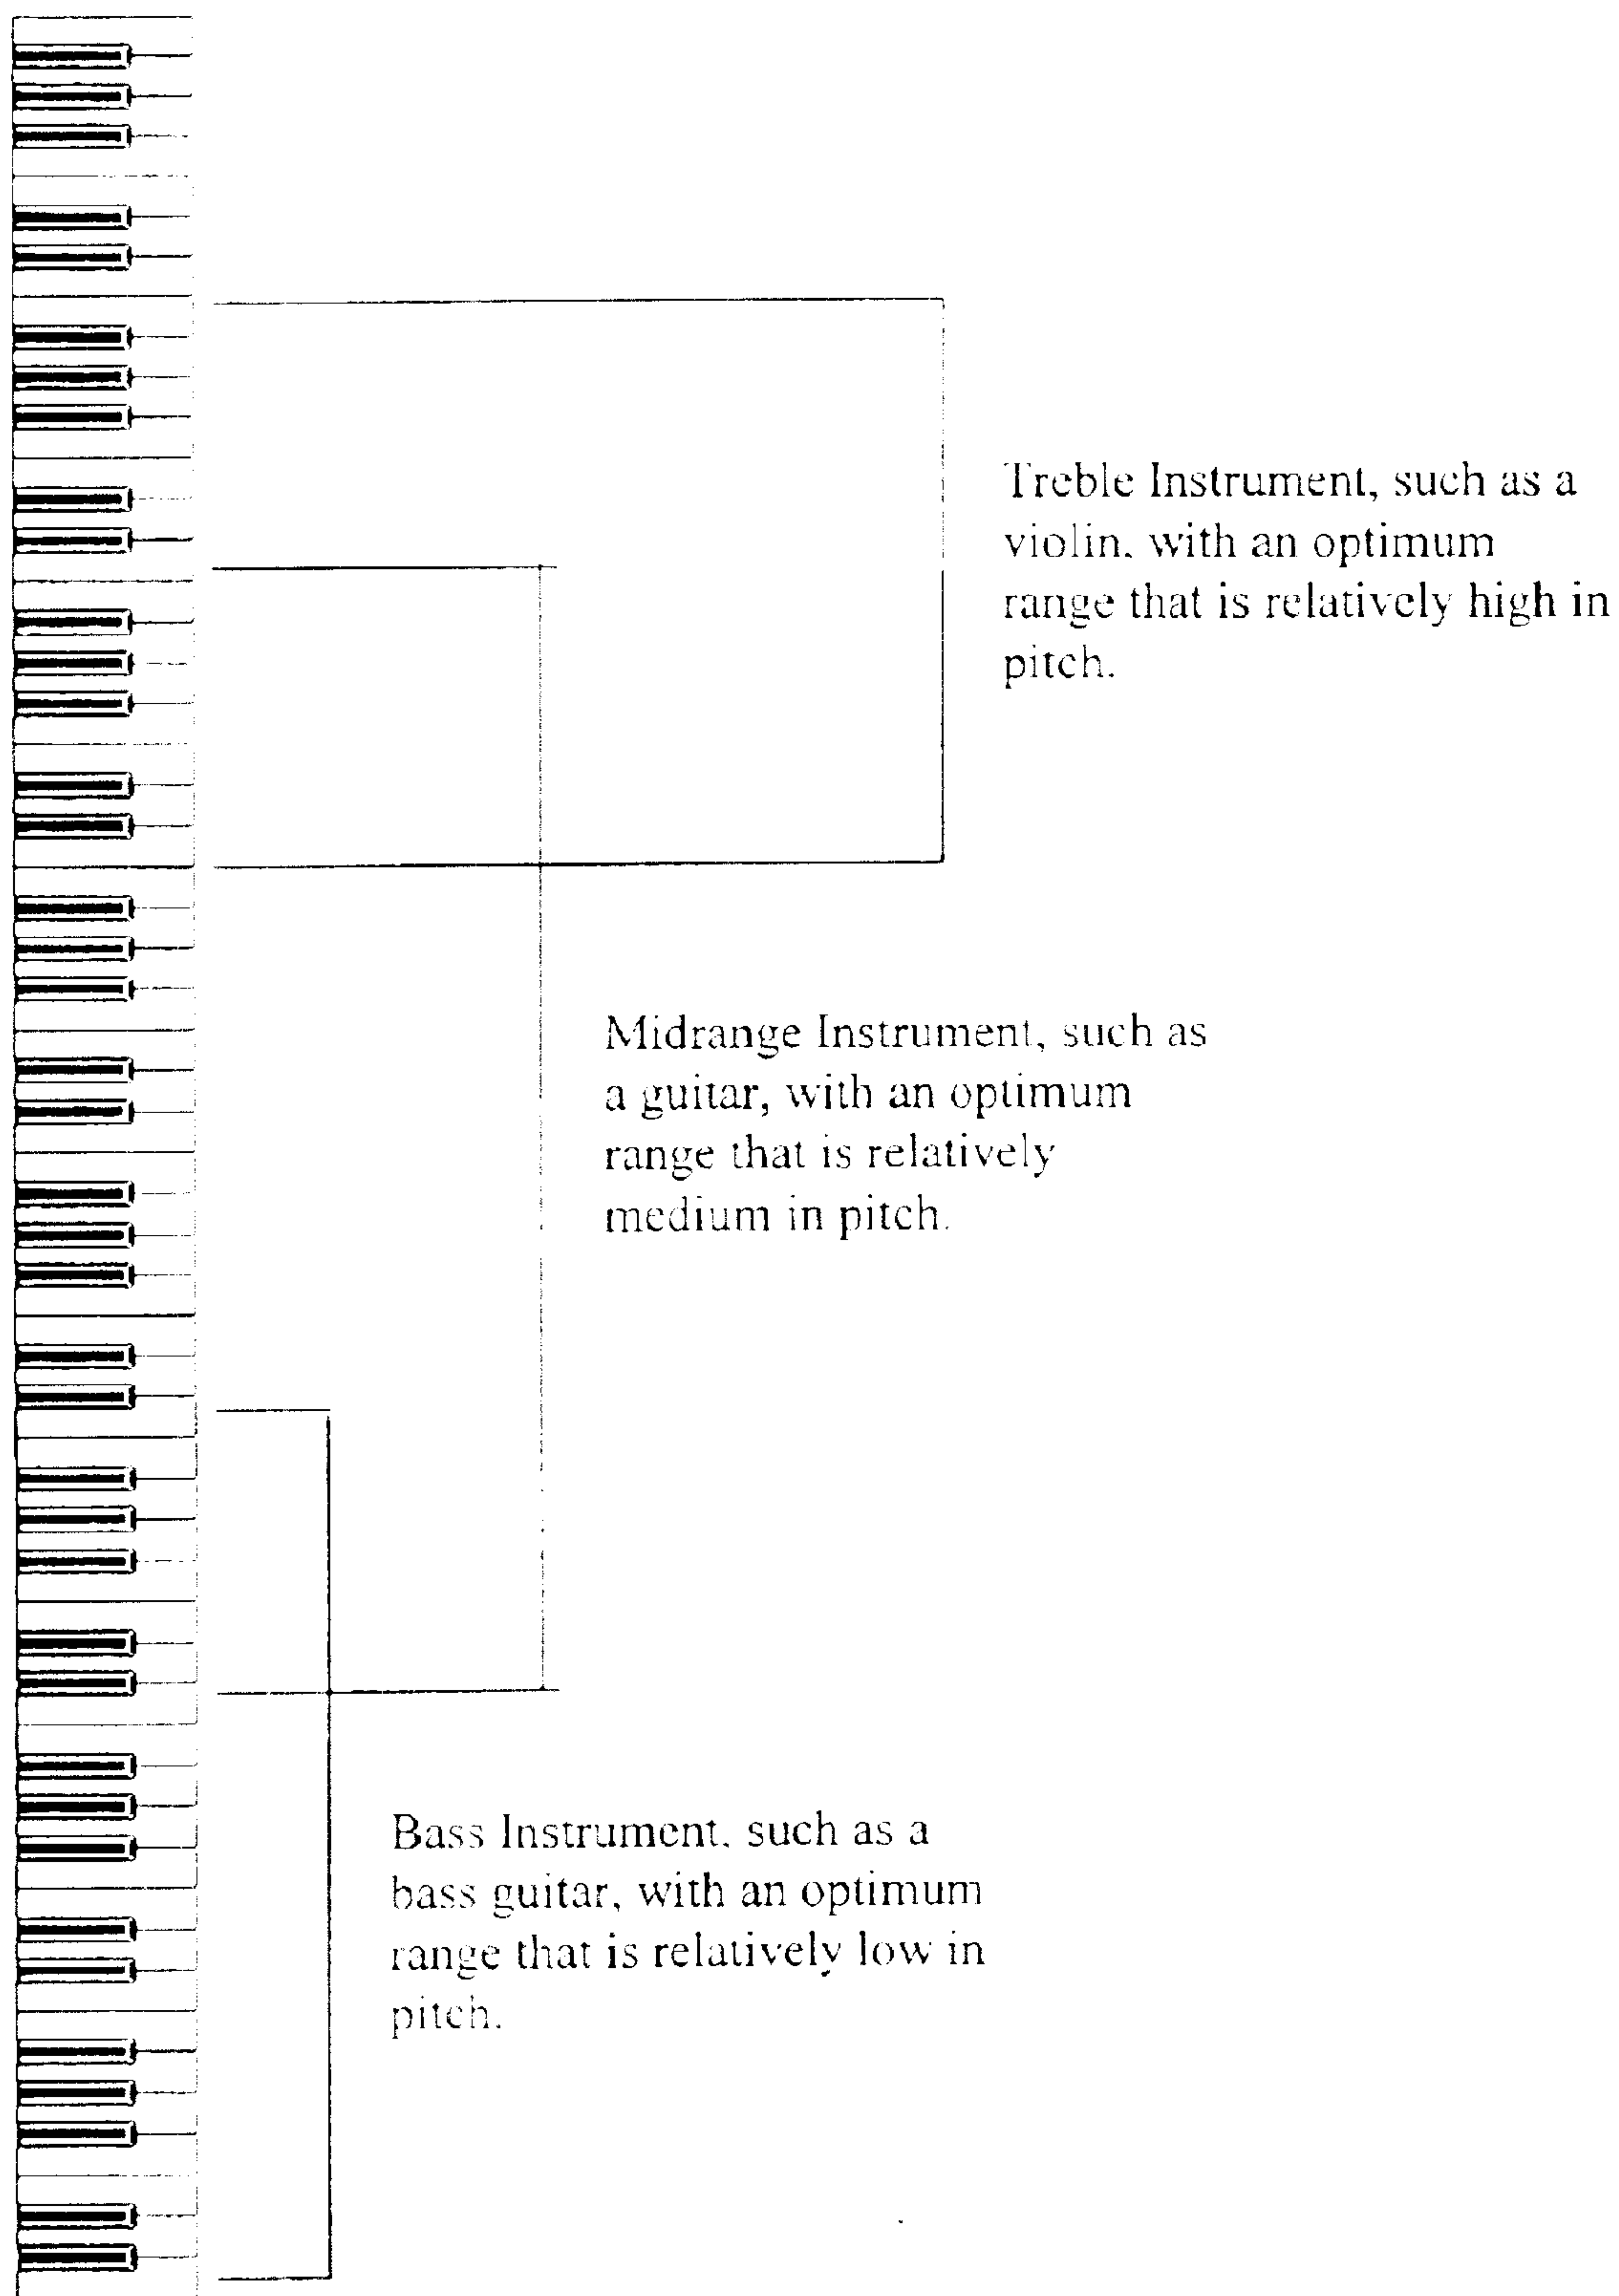 Treble Instrument, such as a
violin, with an optimum
range that is relatively high in
pitch.
Midrange Instrument, such as
a guitar, with an optimum
range that is relatively
medium in pitch.
Bass Instrument, such as a
bass guitar, with an optimum
range that is relatively low in
pitch.